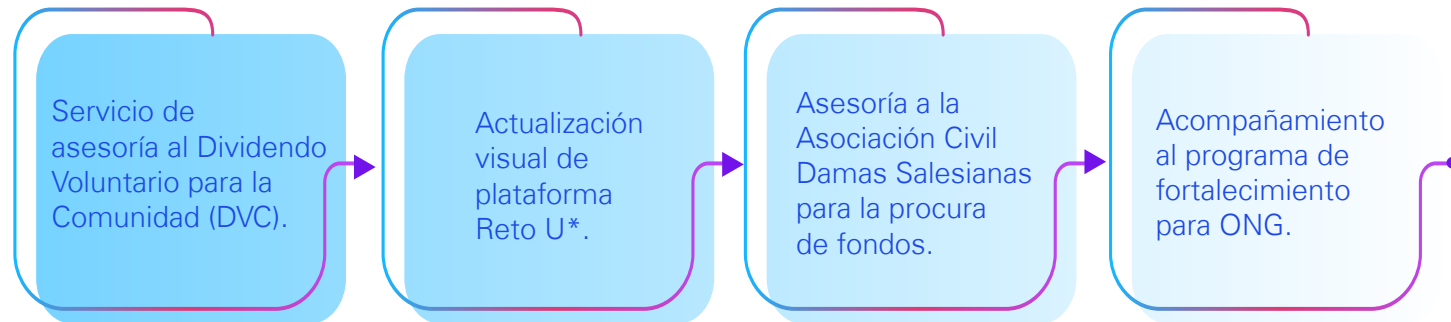 Servicio de
asesoría al Dividendo
Voluntario para la
Comunidad (DVC).
Actualización
visual de
plataforma
Reto U*.
Asesoría a la
Asociación Civil
Damas Salesianas
para la procura
de fondos.
Acompañamiento
al programa de
fortalecimiento
para ONG.